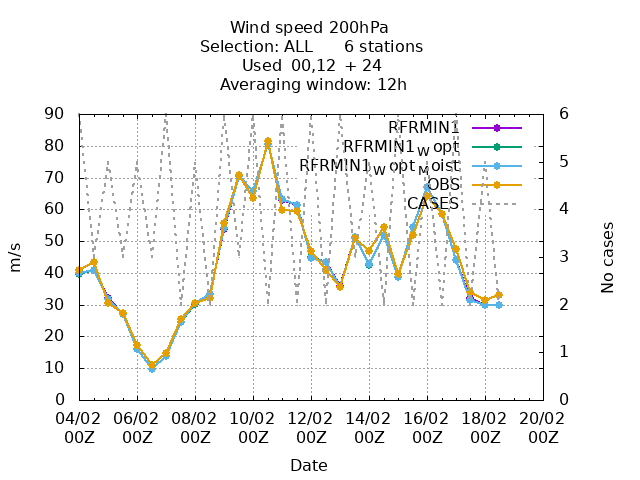 Wind speed 200hPa
Selection: ALL 6 stations
Used 00,12 + 24
Averaging window: 12h
RFRMIN1
RFRMIN1_W opt
RFRMIN1_W opt_M oist
OBS
CASES
m/s
90
80
70
60
50
40
30
20
10
0
No cases
6
5
4
3
2
1
0
04/02 06/02 08/02 10/02 12/02 14/02 16/02 18/02 20/02
00Z 00Z 00Z 00Z 00Z 00Z 00Z 00Z 00Z
Date